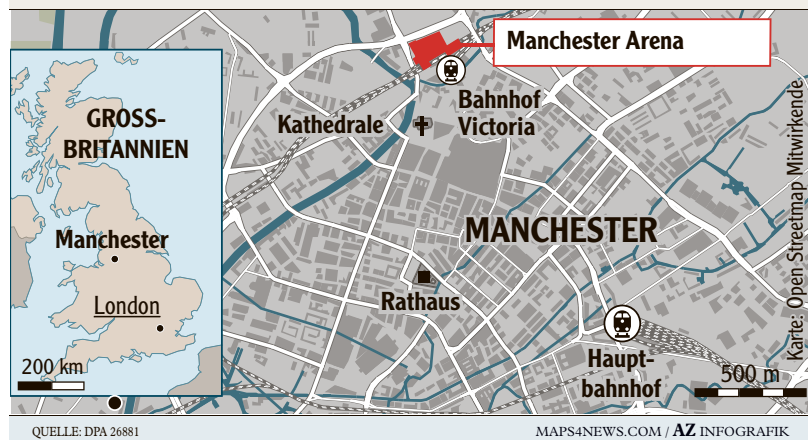 Manchester Arena
Bahnhof
Victoria
Kathedrale
GROSS-
BRITANNIEN
MANCHESTER
Manchester
London
Rathaus
Haupt-
bahnhof
200 km
500 m
Karte: Open Streetmap Mitwirkende
QUELLE: DPA 26881
MAPS4NEWS.COM / AZ INFOGRAFIK